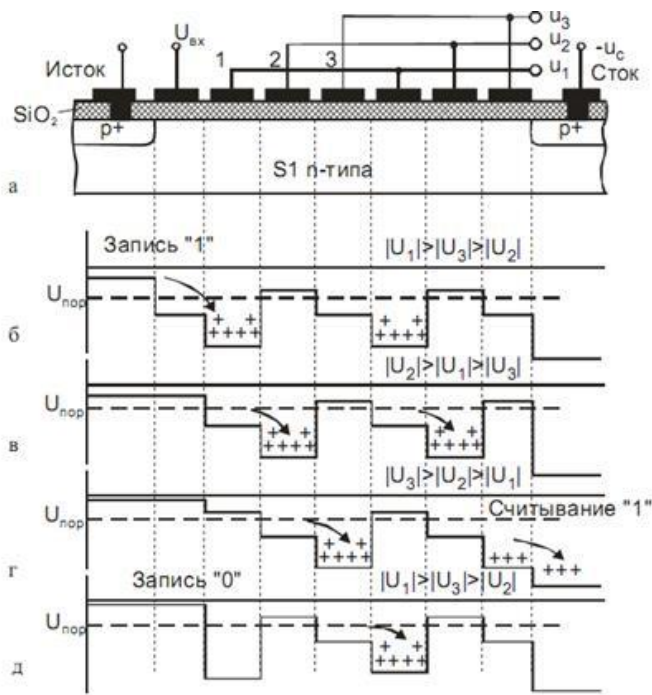 u₃
Uвх
u₂
-uс
1 2 3
u₁
Исток
Сток
SiO₂
p+ p+
S1 n-типа
а
Запись "1" |U₁|>|U₃|>|U₂|
Uпор
+ + + +
++++ ++++
б
|U₂|>|U₁|>|U₃|
Uпор
+ + + +
++++ ++++
в
|U₃|>|U₂|>|U₁|
Uпор
Считывание "1"
+ +
++++ +++ +++
г
Запись "0" |U₁|>|U₃|>|U₂|
Uпор
+ +
++++
д